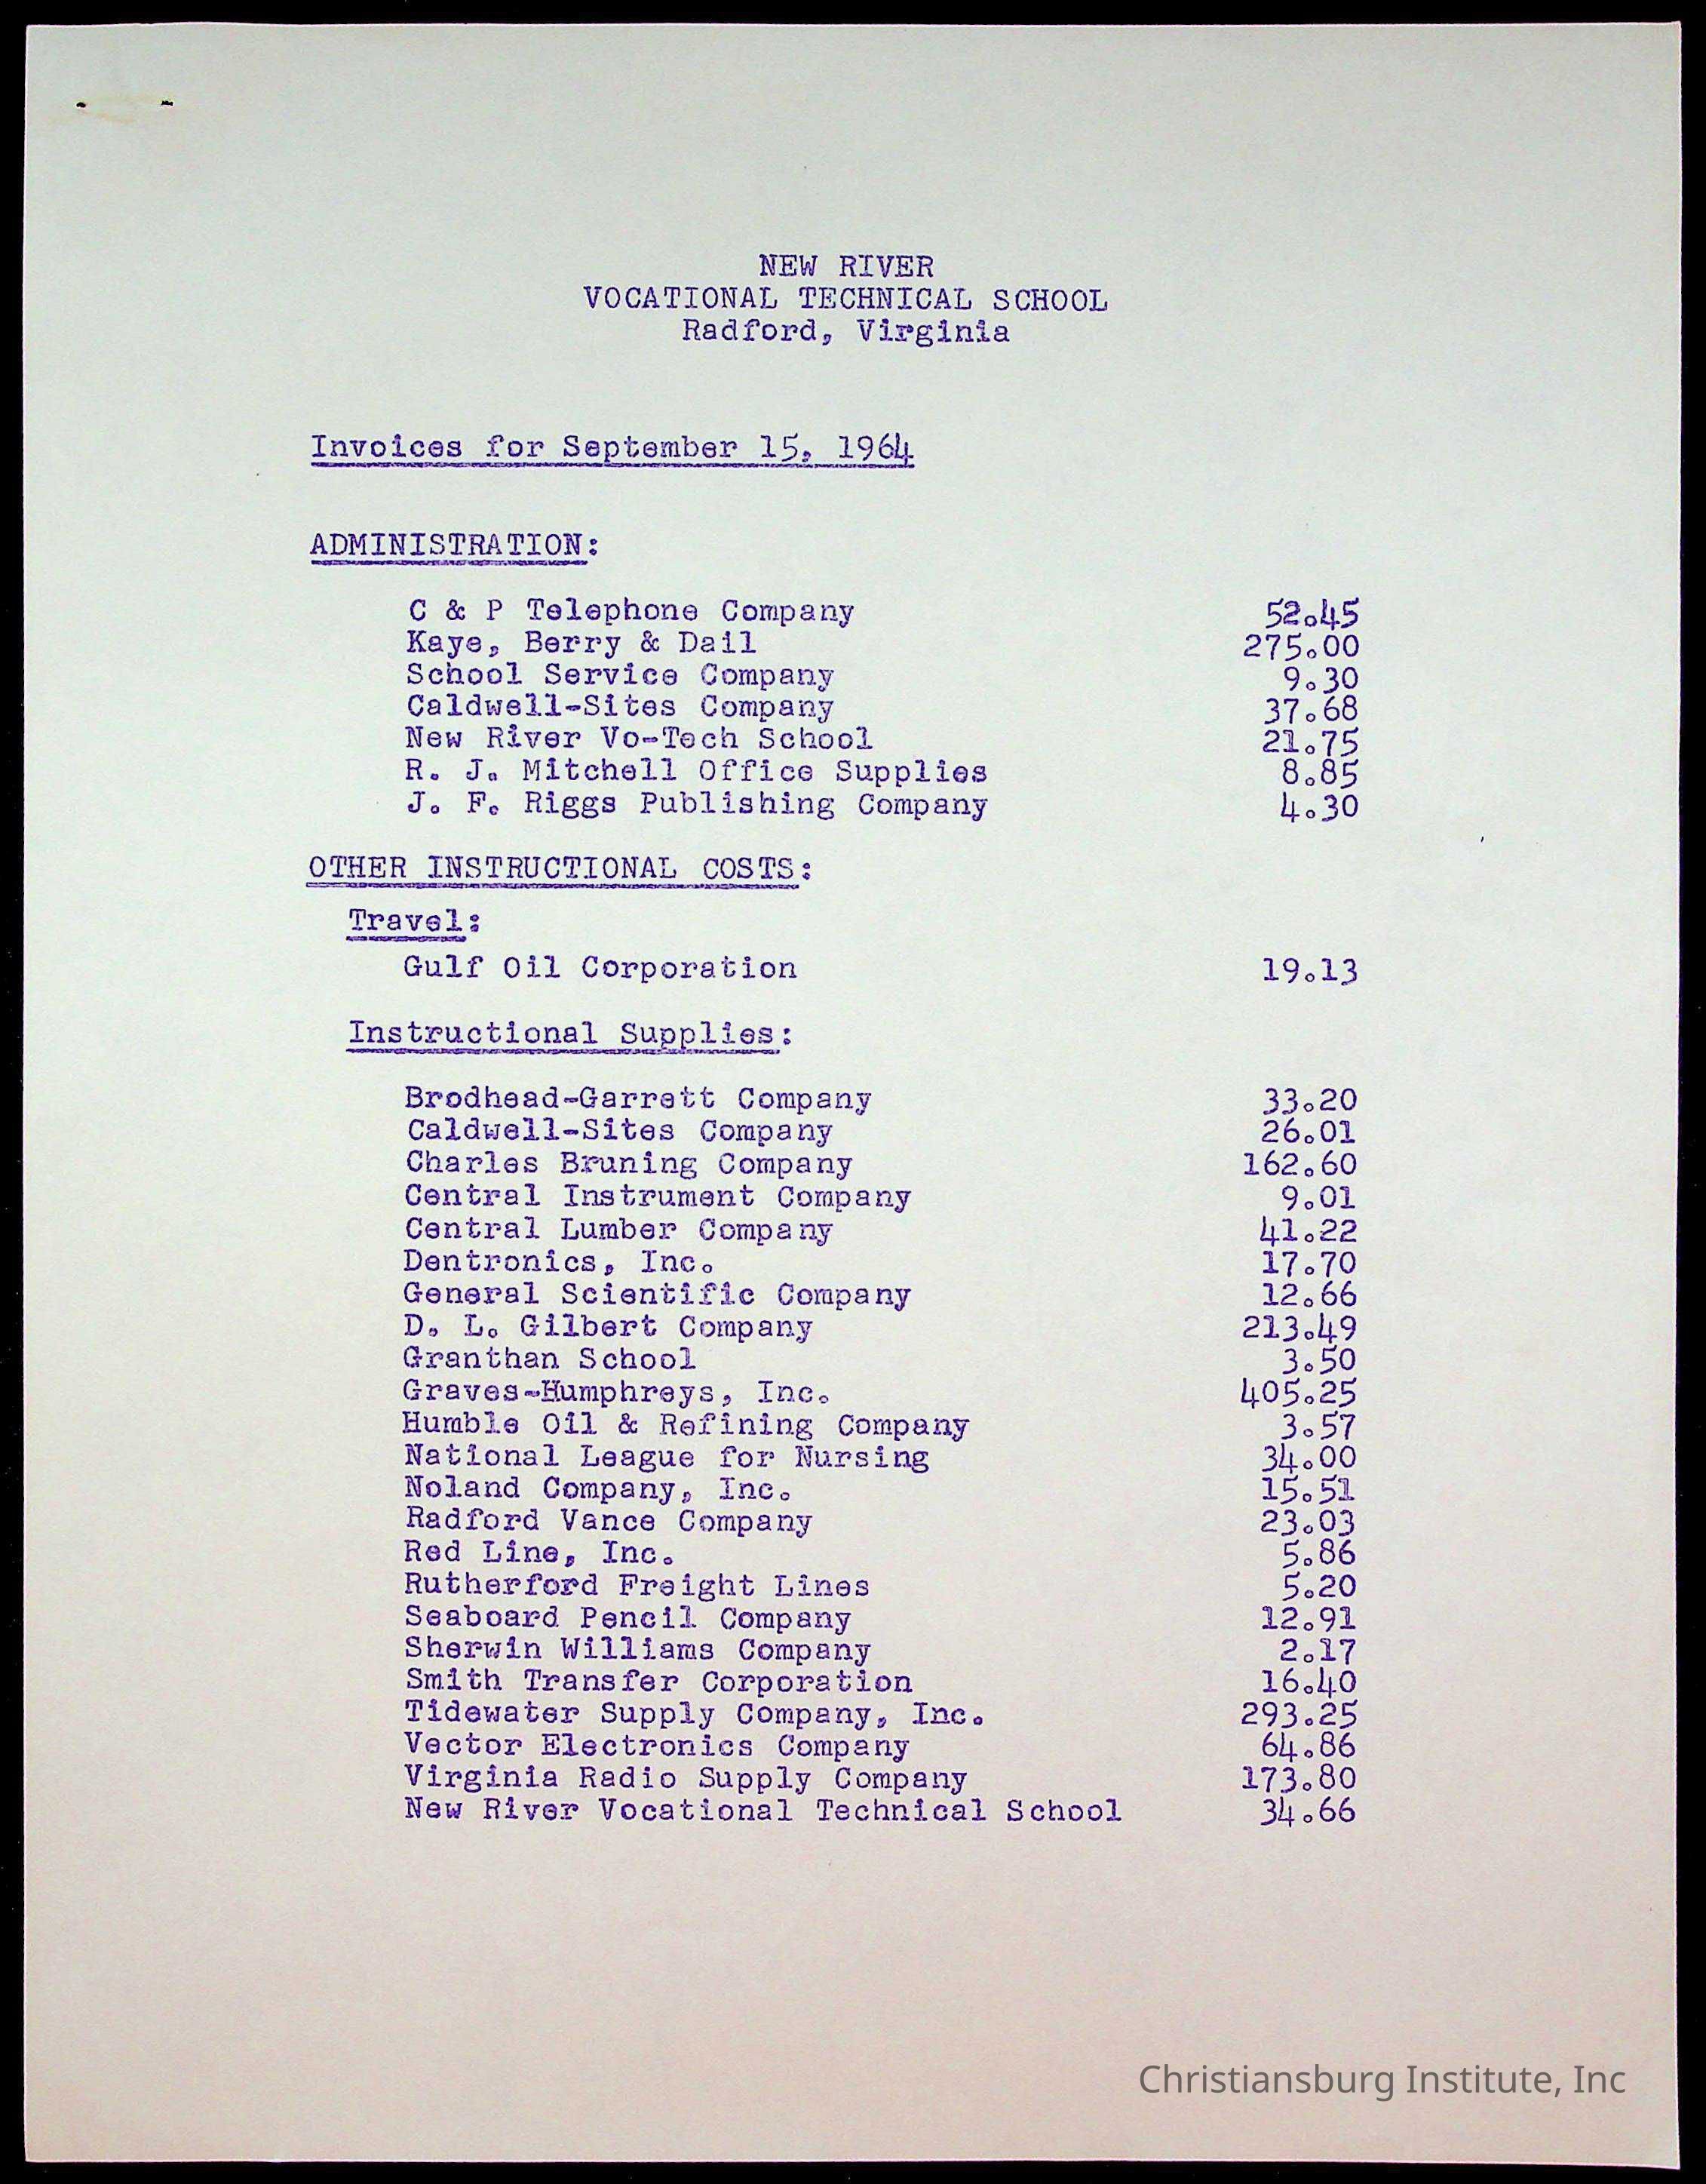 NEW RIVER
VOCATIONAL TECHNICAL SCHOOL
Radford, Virginia
Invoices for September 15, 1964
ADMINISTRATION:
C & P Telephone Company 52.45
Kaye, Berry & Dail 275.00
School Service Company 9.30
Caldwell-Sites Company 37.68
New River Vo-Tech School 21.75
R. J. Mitchell Office Supplies 8.85
J. F. Riggs Publishing Company 4.30
OTHER INSTRUCTIONAL COSTS:
Travel:
Gulf Oil Corporation 19.13
Instructional Supplies:
Brodhead-Garrett Company 33.20
Caldwell-Sites Company 26.01
Charles Bruning Company 162.60
Central Instrument Company 9.01
Central Lumber Company 41.22
Dentronics, Inc. 17.70
General Scientific Company 12.66
D. L. Gilbert Company 213.49
Granthan School 3.50
Graves-Humphreys, Inc. 405.25
Humble Oil & Refining Company 3.57
National League for Nursing 34.00
Noland Company, Inc. 15.51
Radford Vance Company 23.03
Red Line, Inc. 5.86
Rutherford Freight Lines 5.20
Seaboard Pencil Company 12.91
Sherwin Williams Company 2.17
Smith Transfer Corporation 16.40
Tidewater Supply Company, Inc. 293.25
Vector Electronics Company 64.86
Virginia Radio Supply Company 173.80
New River Vocational Technical School 34.66
Christiansburg Institute, Inc